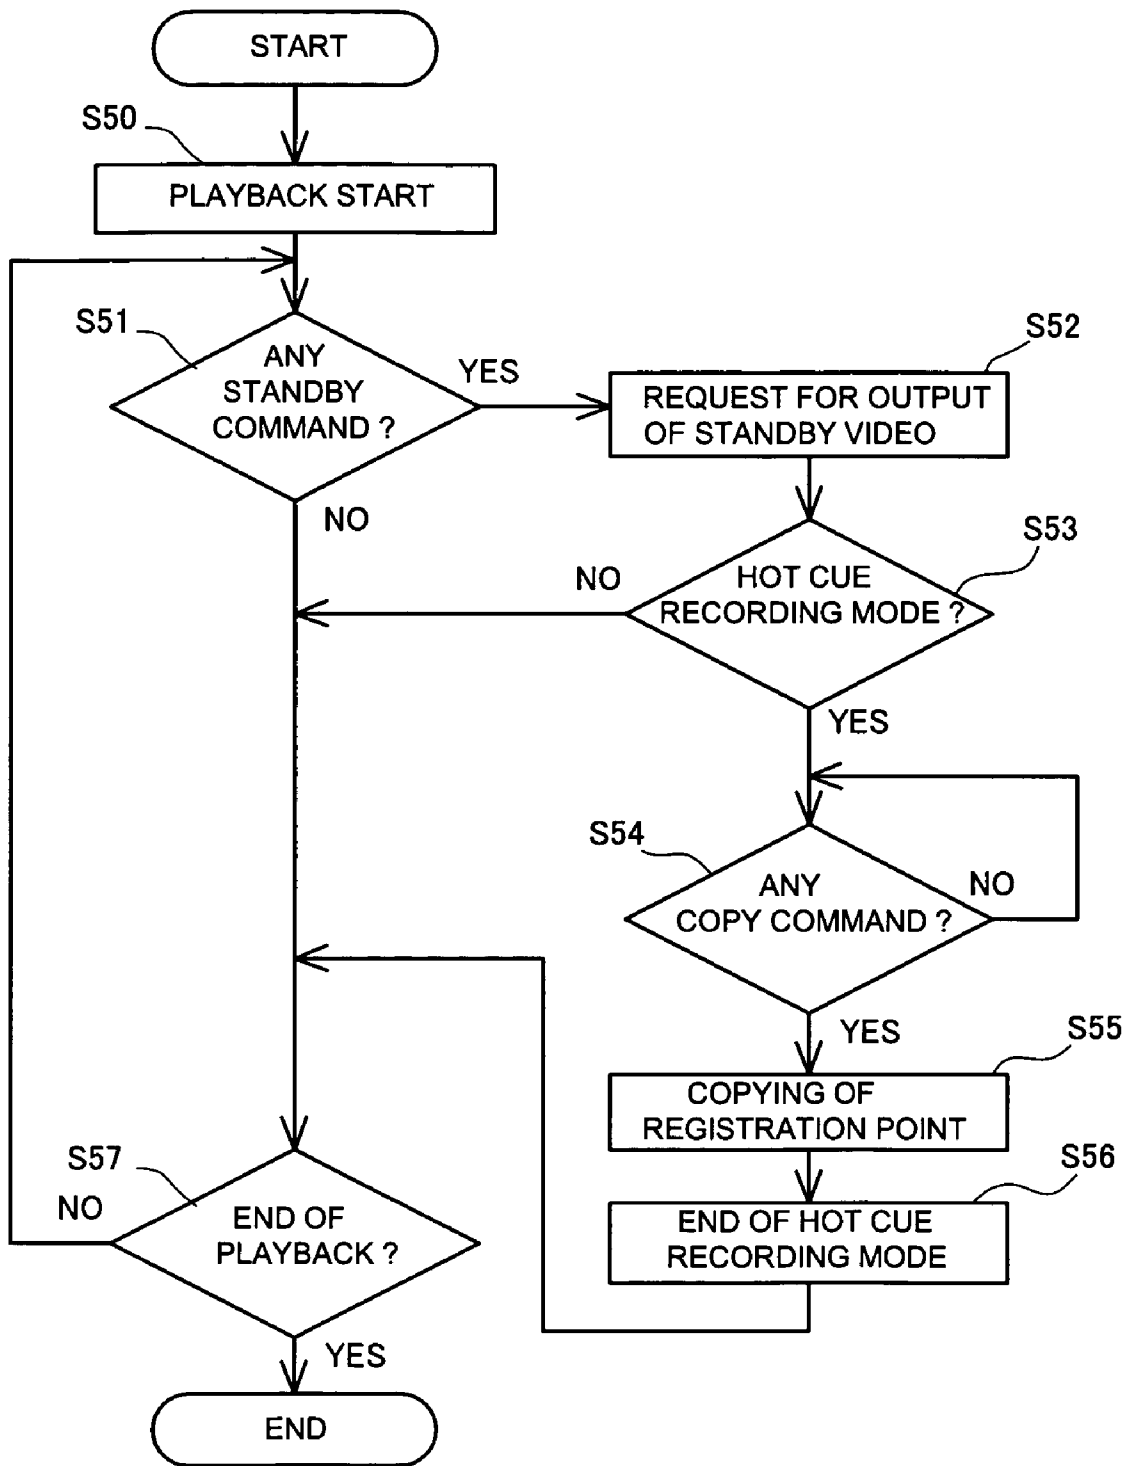 START
S50
PLAYBACK START
S51
ANY
STANDBY
COMMAND ?
YES
S52
REQUEST FOR OUTPUT
OF STANDBY VIDEO
NO
S53
NO
HOT CUE
RECORDING MODE ?
YES
S54
ANY
COPY COMMAND ?
NO
YES
S55
COPYING OF
REGISTRATION POINT
S56
END OF HOT CUE
RECORDING MODE
S57
NO
END OF
PLAYBACK ?
YES
END